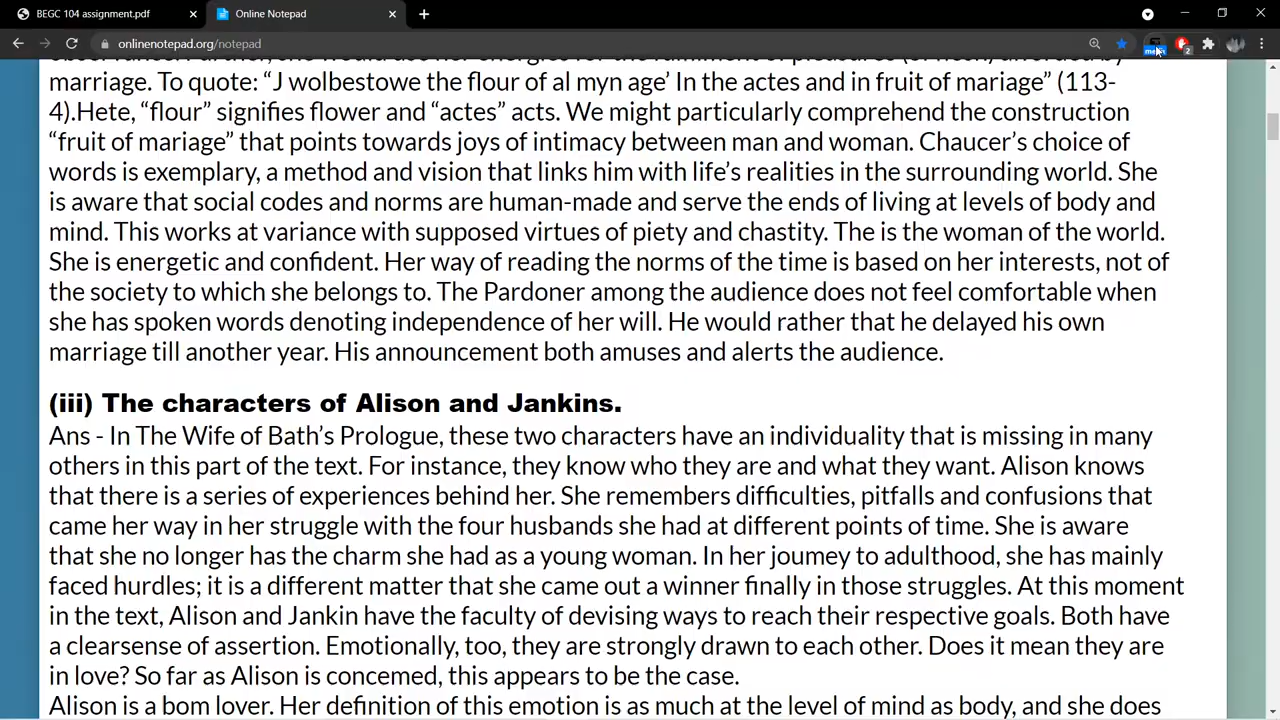 BEGC 104 assignment.pdf
Online Notepad
onlinenotepad.org/notepad
2
marriage. To quote: “J wolbestowe the flour of al myn age’ In the actes and in fruit of mariage” (113-
4).Hete, “flour” signifies flower and “actes” acts. We might particularly comprehend the construction
“fruit of mariage” that points towards joys of intimacy between man and woman. Chaucer’s choice of
words is exemplary, a method and vision that links him with life’s realities in the surrounding world. She
is aware that social codes and norms are human-made and serve the ends of living at levels of body and
mind. This works at variance with supposed virtues of piety and chastity. The is the woman of the world.
She is energetic and confident. Her way of reading the norms of the time is based on her interests, not of
the society to which she belongs to. The Pardoner among the audience does not feel comfortable when
she has spoken words denoting independence of her will. He would rather that he delayed his own
marriage till another year. His announcement both amuses and alerts the audience.
(iii) The characters of Alison and Jankins.
Ans - In The Wife of Bath’s Prologue, these two characters have an individuality that is missing in many
others in this part of the text. For instance, they know who they are and what they want. Alison knows
that there is a series of experiences behind her. She remembers difficulties, pitfalls and confusions that
came her way in her struggle with the four husbands she had at different points of time. She is aware
that she no longer has the charm she had as a young woman. In her joumey to adulthood, she has mainly
faced hurdles; it is a different matter that she came out a winner finally in those struggles. At this moment
in the text, Alison and Jankin have the faculty of devising ways to reach their respective goals. Both have
a clearsense of assertion. Emotionally, too, they are strongly drawn to each other. Does it mean they are
in love? So far as Alison is concemed, this appears to be the case.
Alison is a bom lover. Her definition of this emotion is as much at the level of mind as body, and she does